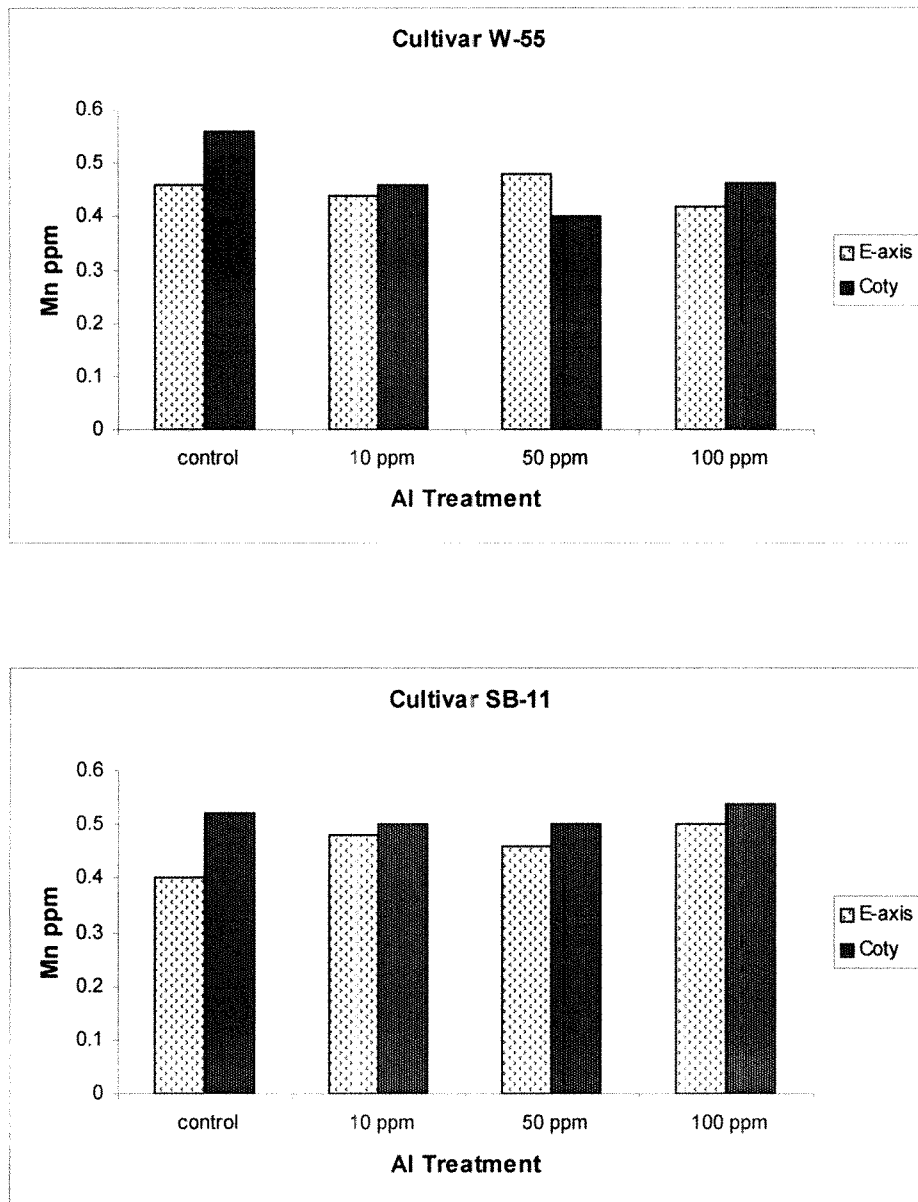 Cultivar W-55
0.6
0.5
0.4
0.3
0.2
0.1
0
Mn ppm
control 10 ppm 50 ppm 100 ppm
Al Treatment
E-axis
Coty
Cultivar SB-11
0.6
0.5
0.4
0.3
0.2
0.1
0
Mn ppm
control 10 ppm 50 ppm 100 ppm
Al Treatment
E-axis
Coty